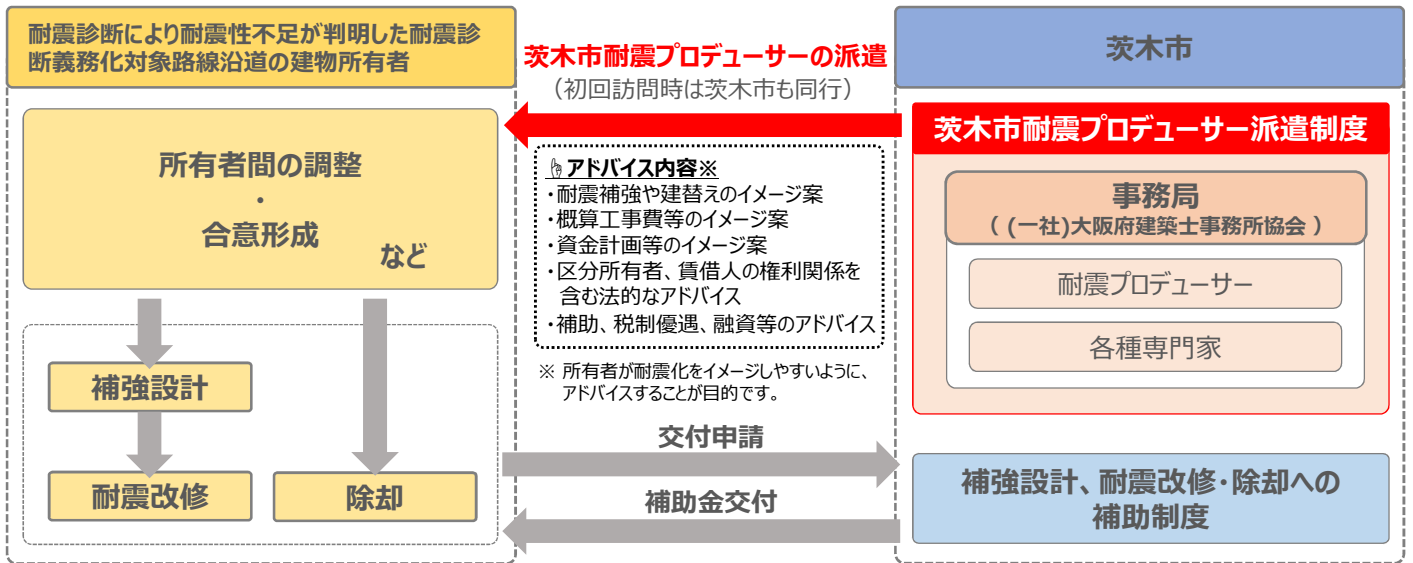 耐震診断により耐震性不足が判明した耐震診
断義務化対象路線沿道の建物所有者
所有者間の調整
・
合意形成
など
補強設計
耐震改修
除却
茨木市耐震プロデューサーの派遣
（初回訪問時は茨木市も同行）
アドバイス内容※
・耐震補強や建替えのイメージ案
・概算工事費等のイメージ案
・資金計画等のイメージ案
・区分所有者、賃借人の権利関係を
含む法的なアドバイス
・補助、税制優遇、融資等のアドバイス
※ 所有者が耐震化をイメージしやすいように、
アドバイスすることが目的です。
交付申請
補助金交付
茨木市
茨木市耐震プロデューサー派遣制度
事務局
（ (一社)大阪府建築士事務所協会 ）
耐震プロデューサー
各種専門家
補強設計、耐震改修・除却への
補助制度